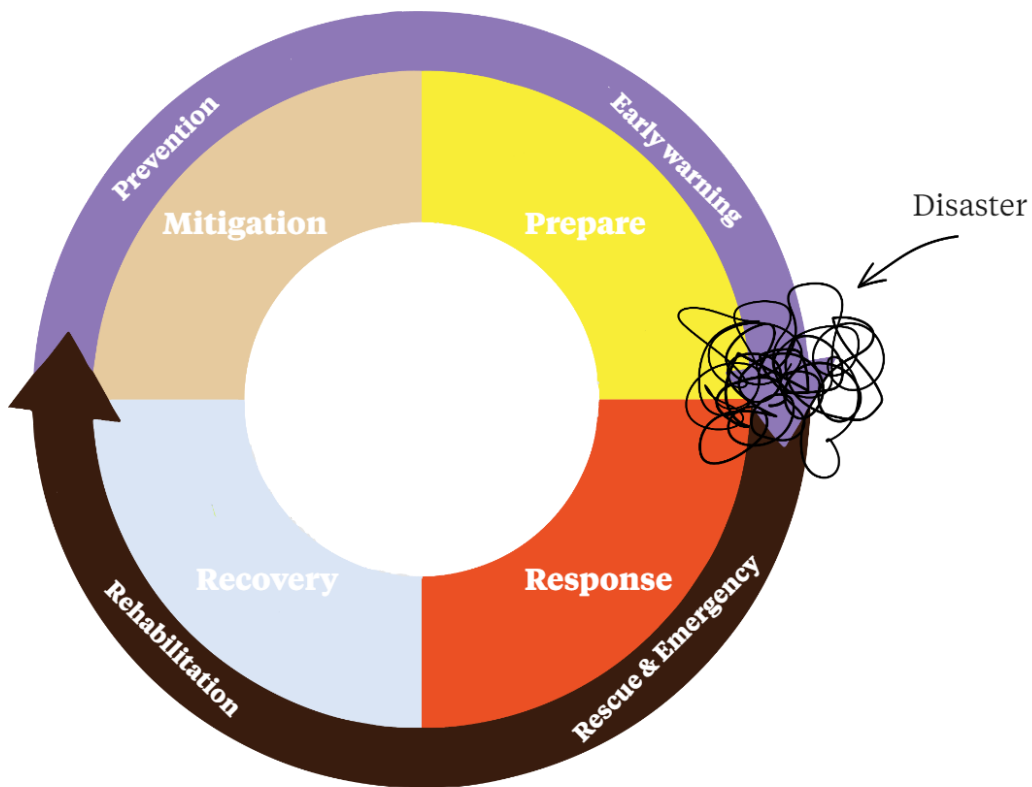 Prevention
Early warning
Disaster
Mitigation
Prepare
Recovery
Response
Rehabilitation
Rescue & Emergency